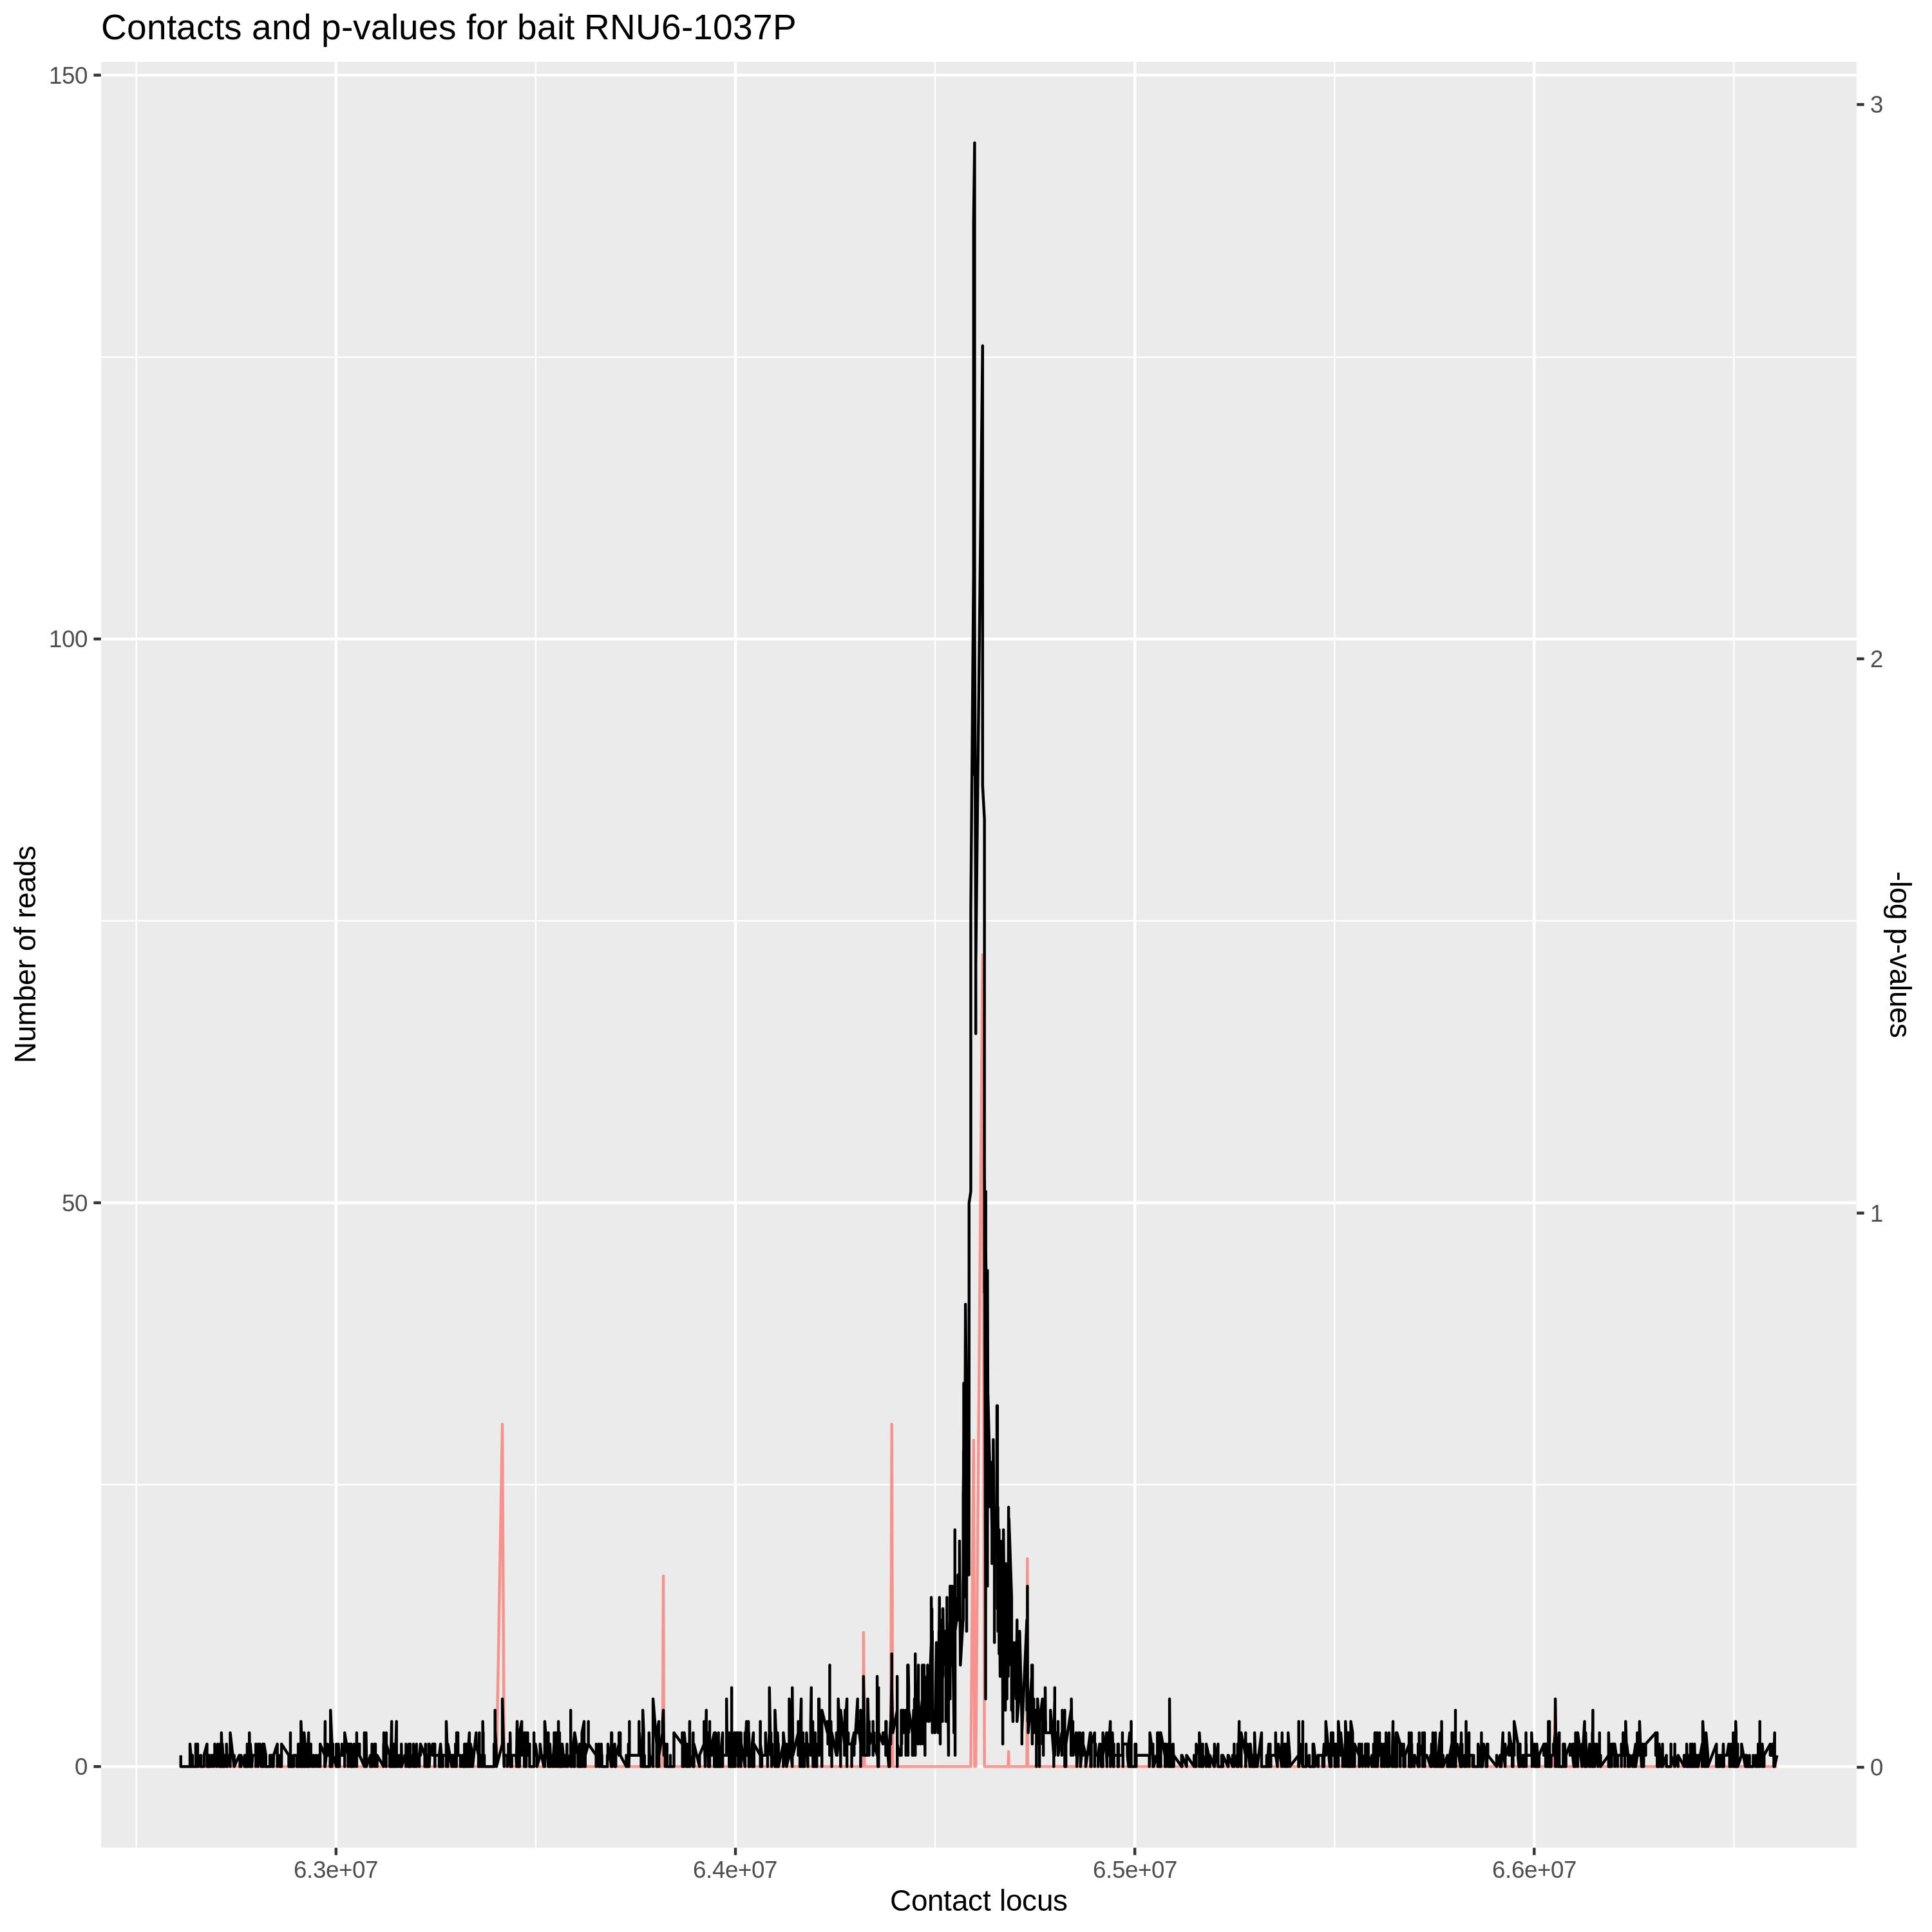 Contacts and p-values for bait RNU6-1037P
150
100
50
0
3
2
1
0
Number of reads
-log p-values
6.3e+07
6.4e+07
6.5e+07
6.6e+07
Contact locus